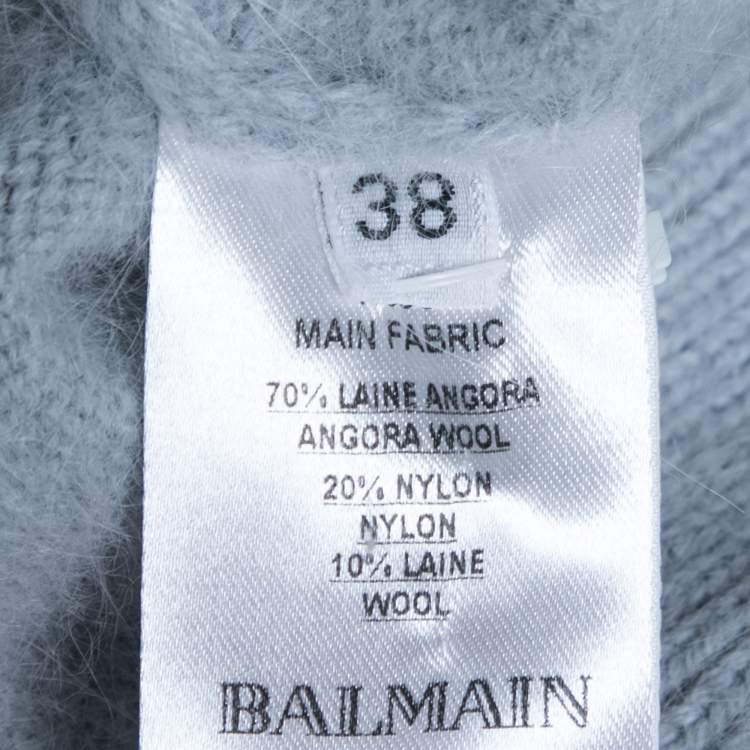 38
MAIN FABRIC
70% LAINE ANGORA
ANGORA WOOL
20% NYLON
NYLON
10% LAINE
WOOL
BALMAIN